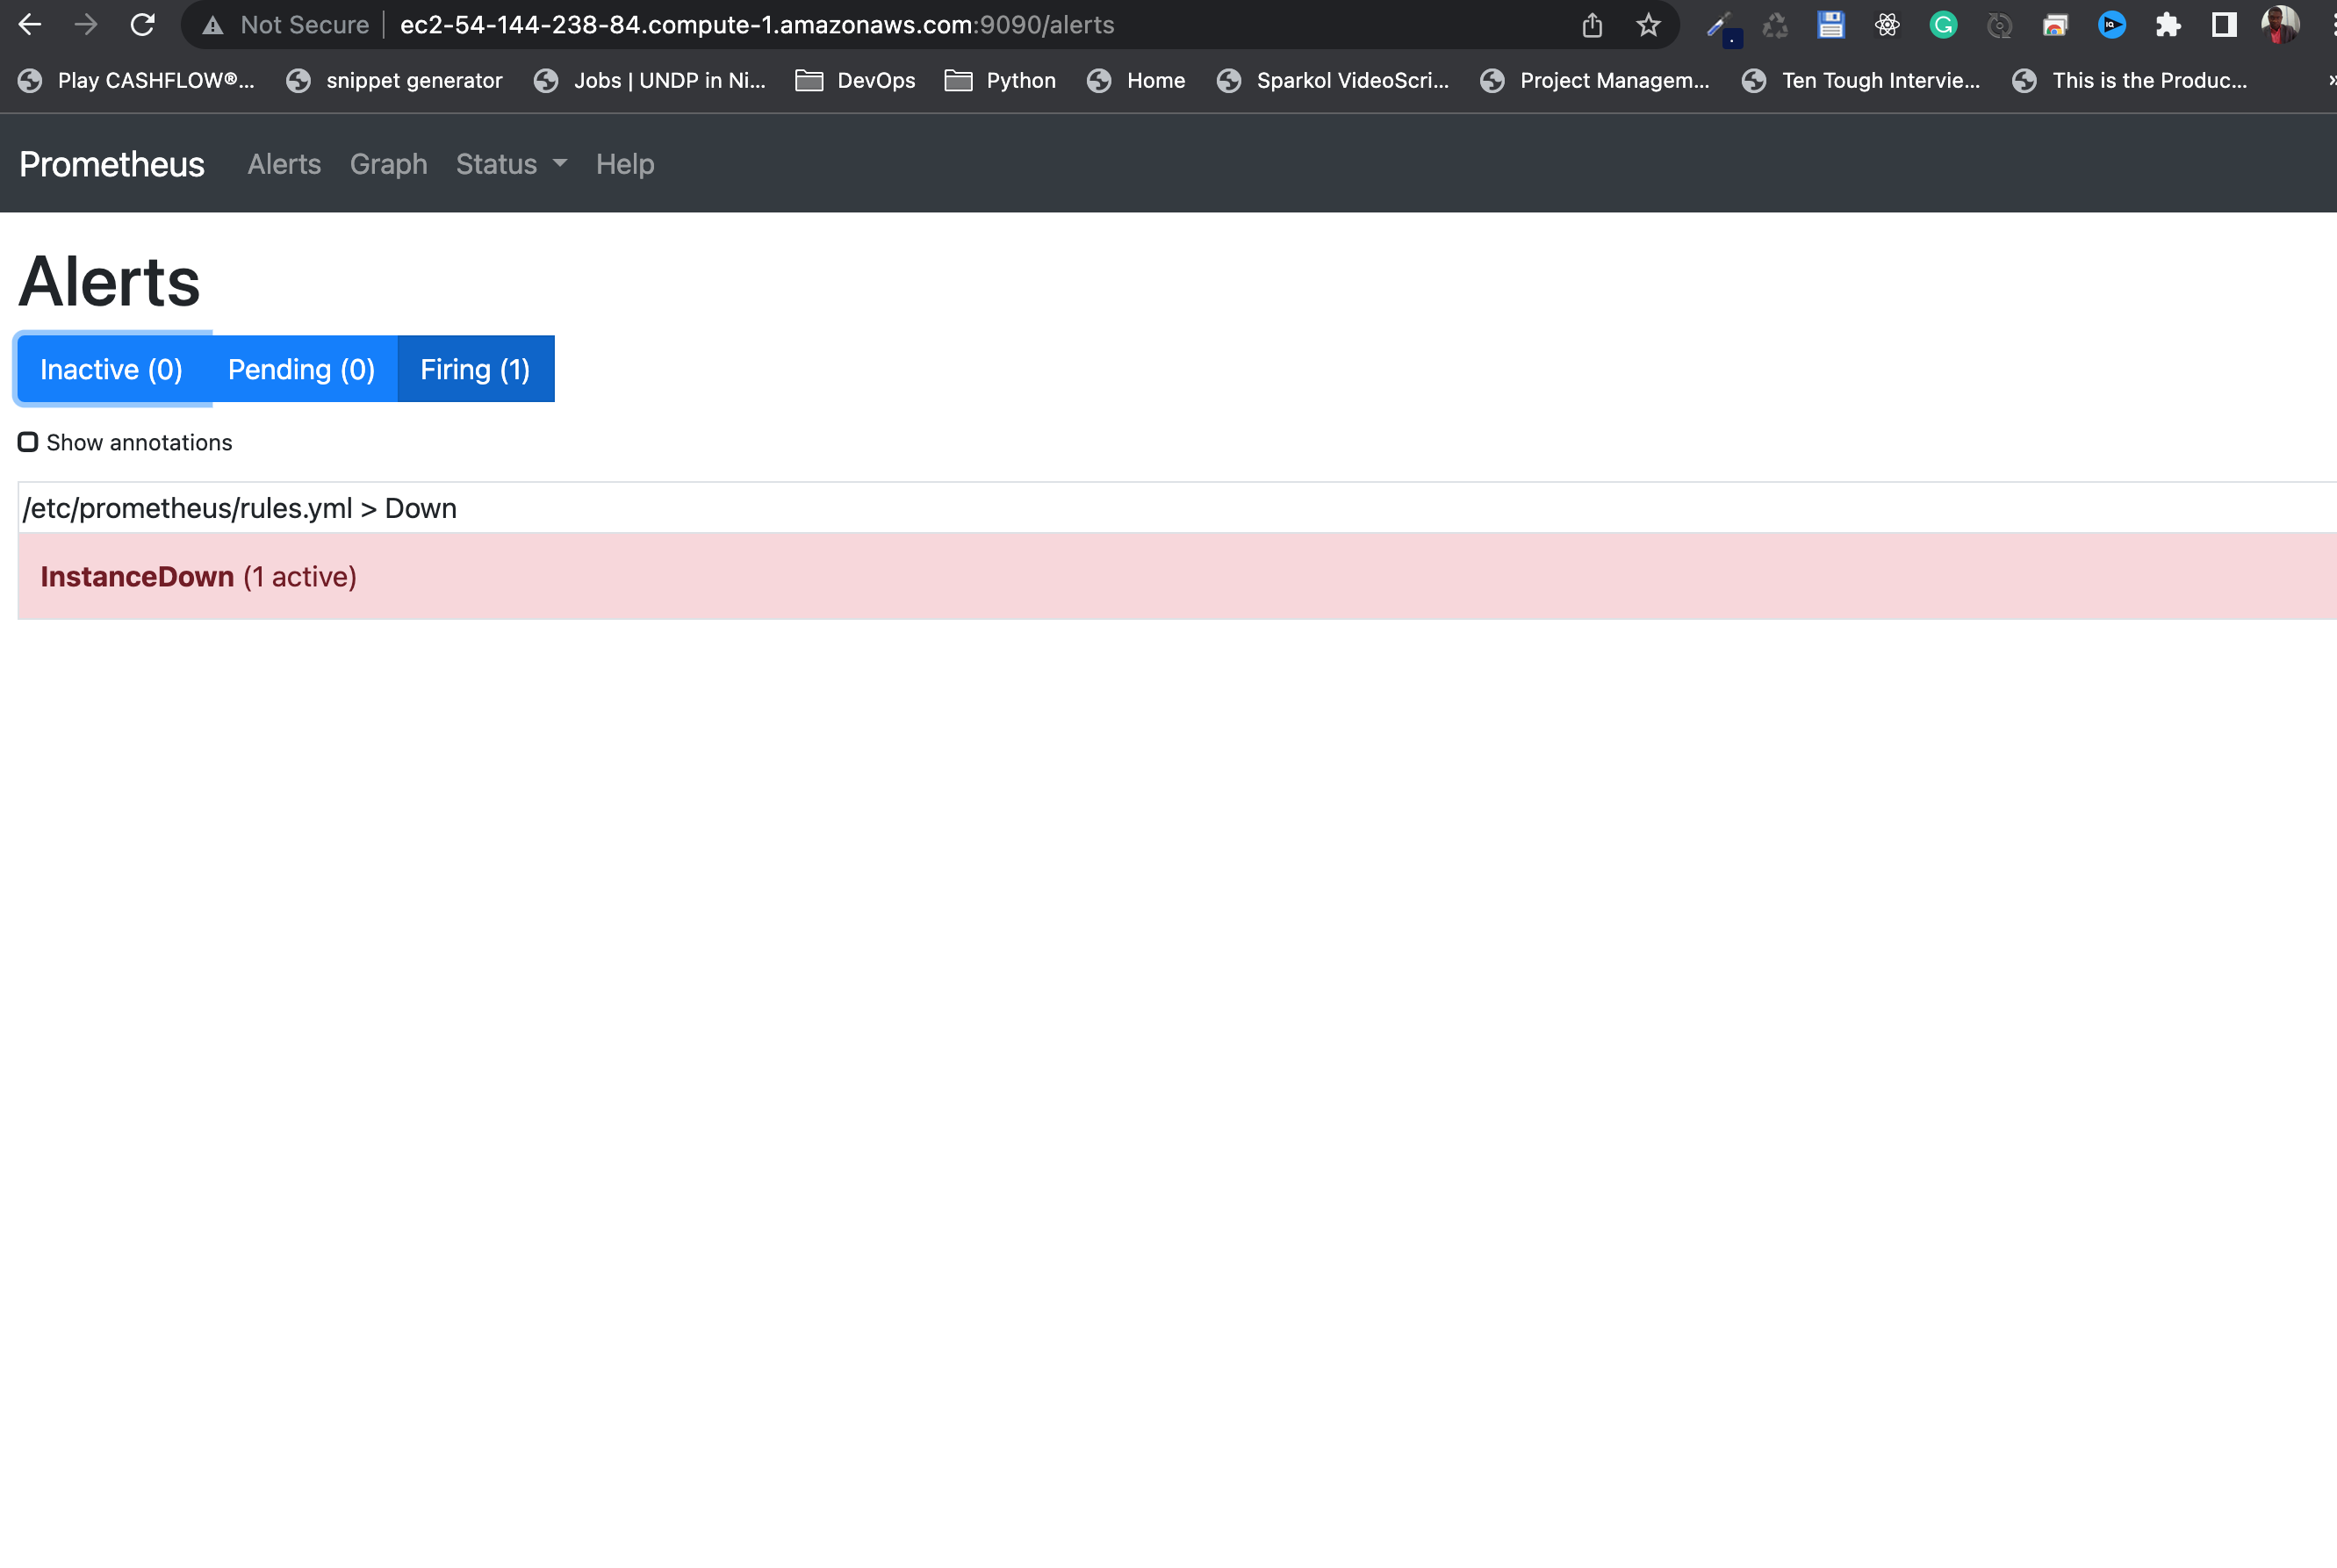 Not Secure ec2-54-144-238-84.compute-1.amazonaws.com:9090/alerts
Play CASHFLOW®... snippet generator Jobs | UNDP in Ni... DevOps Python Home Sparkol VideoScri... Project Managem... Ten Tough Intervie... This is the Produc... »
Prometheus Alerts Graph Status Help
Alerts
Inactive (0) Pending (0) Firing (1)
Show annotations
/etc/prometheus/rules.yml > Down
InstanceDown (1 active)